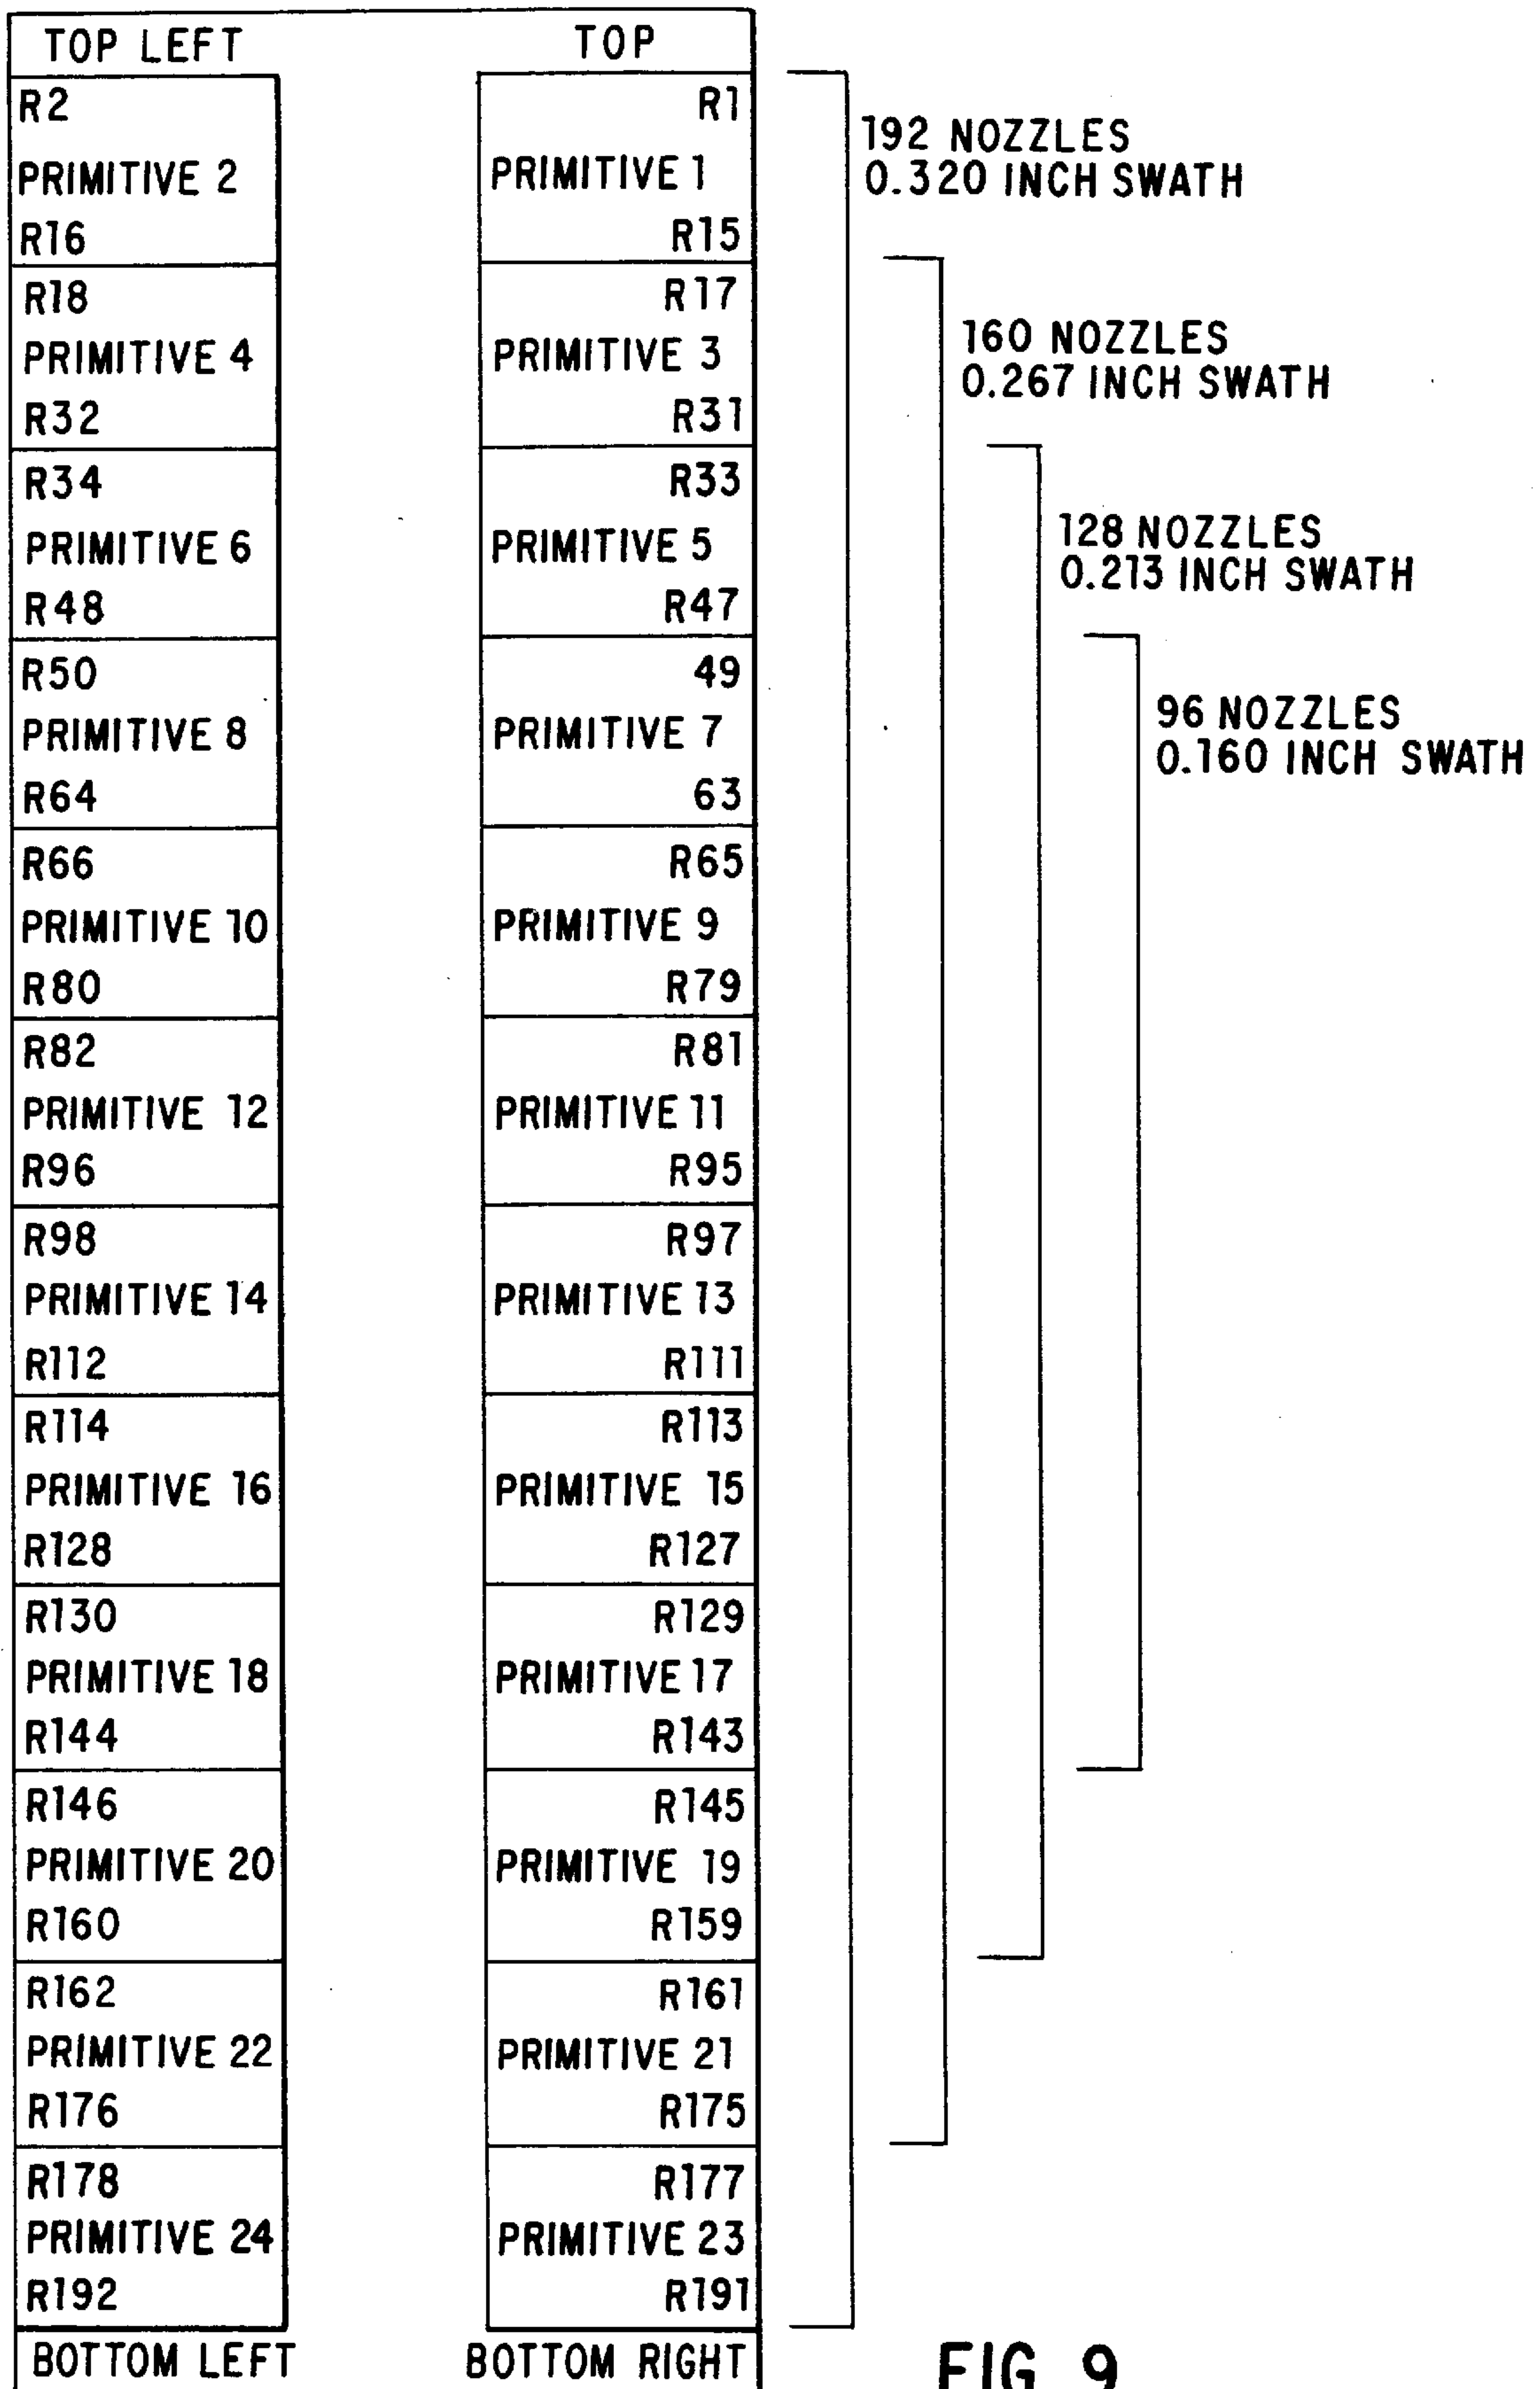 TOP LEFT
TOP
R2
R1
PRIMITIVE 2
PRIMITIVE 1
R16
R15
R18
R17
PRIMITIVE 4
PRIMITIVE 3
R32
R31
R34
R33
PRIMITIVE 6
PRIMITIVE 5
R48
R47
R50
49
PRIMITIVE 8
PRIMITIVE 7
R64
63
R66
R65
PRIMITIVE 10
PRIMITIVE 9
R80
R79
R82
R81
PRIMITIVE 12
PRIMITIVE 11
R96
R95
R98
R97
PRIMITIVE 14
PRIMITIVE 13
R112
R111
R114
R113
PRIMITIVE 16
PRIMITIVE 15
R128
R127
R130
R129
PRIMITIVE 18
PRIMITIVE 17
R144
R143
R146
R145
PRIMITIVE 20
PRIMITIVE 19
R160
R159
R162
R161
PRIMITIVE 22
PRIMITIVE 21
R176
R175
R178
R177
PRIMITIVE 24
PRIMITIVE 23
R192
R191
BOTTOM LEFT
BOTTOM RIGHT
192 NOZZLES
0.320 INCH SWATH
160 NOZZLES
0.267 INCH SWATH
128 NOZZLES
0.213 INCH SWATH
96 NOZZLES
0.160 INCH SWATH
FIG 9